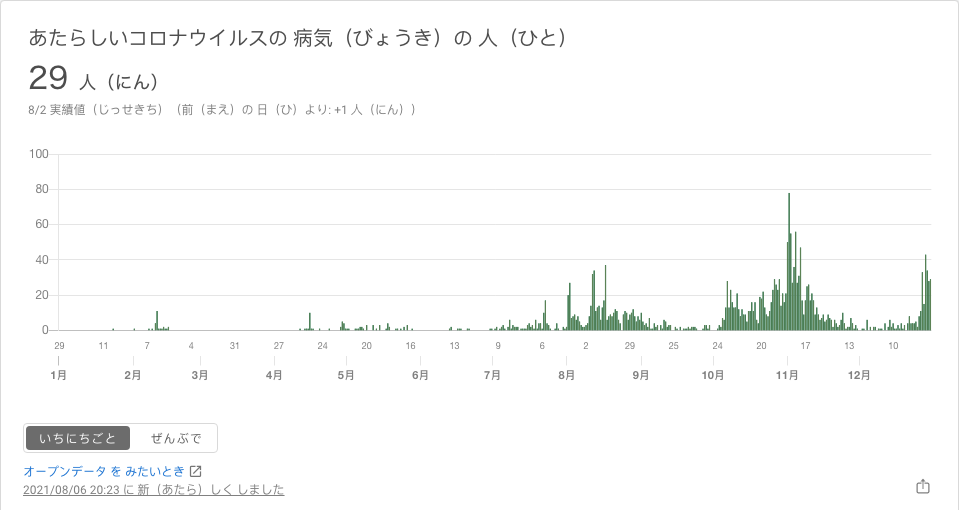 あたらしいコロナウイルスの 病気（びょうき）の 人（ひと）
29 人（にん）
8/2 実績値（じっせきち）（前（まえ）の 日（ひ）より: +1 人（にん））
100
80
60
40
20
0
29 11 7 4 31 27 24 20 16 13 9 6 2 29 25 24 20 17 13 10
1月 2月 3月 4月 5月 6月 7月 8月 9月 10月 11月 12月
いちにちごと ぜんぶで
オープンデータ を みたいとき
2021/08/06 20:23 に 新（あたら）しく しました